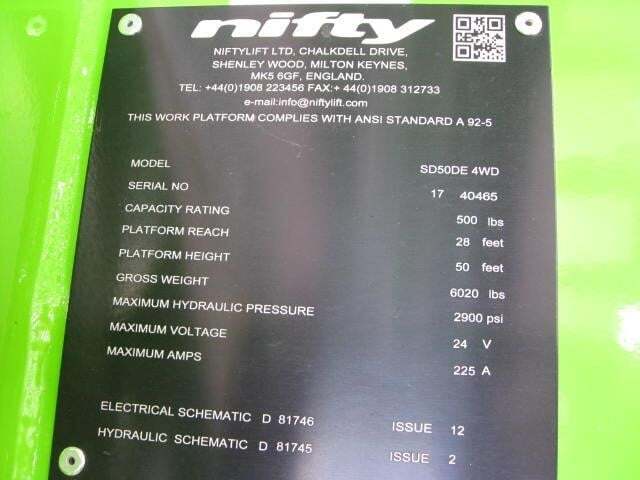 nifty
NIFTYLIFT LTD, CHALKDELL DRIVE,
SHENLEY WOOD, MILTON KEYNES,
MK5 6GF, ENGLAND.
TEL: +44(0)1908 223456 FAX:+ 44(0)1908 312733
e-mail:info@niftylift.com
THIS WORK PLATFORM COMPLIES WITH ANSI STANDARD A 92-5
MODEL SD50DE 4WD
SERIAL NO 17 40465
CAPACITY RATING 500 lbs
PLATFORM REACH 28 feet
PLATFORM HEIGHT 50 feet
GROSS WEIGHT 6020 lbs
MAXIMUM HYDRAULIC PRESSURE 2900 psi
MAXIMUM VOLTAGE 24 V
MAXIMUM AMPS 225 A
ELECTRICAL SCHEMATIC D 81746 ISSUE 12
HYDRAULIC SCHEMATIC D 81745 ISSUE 2